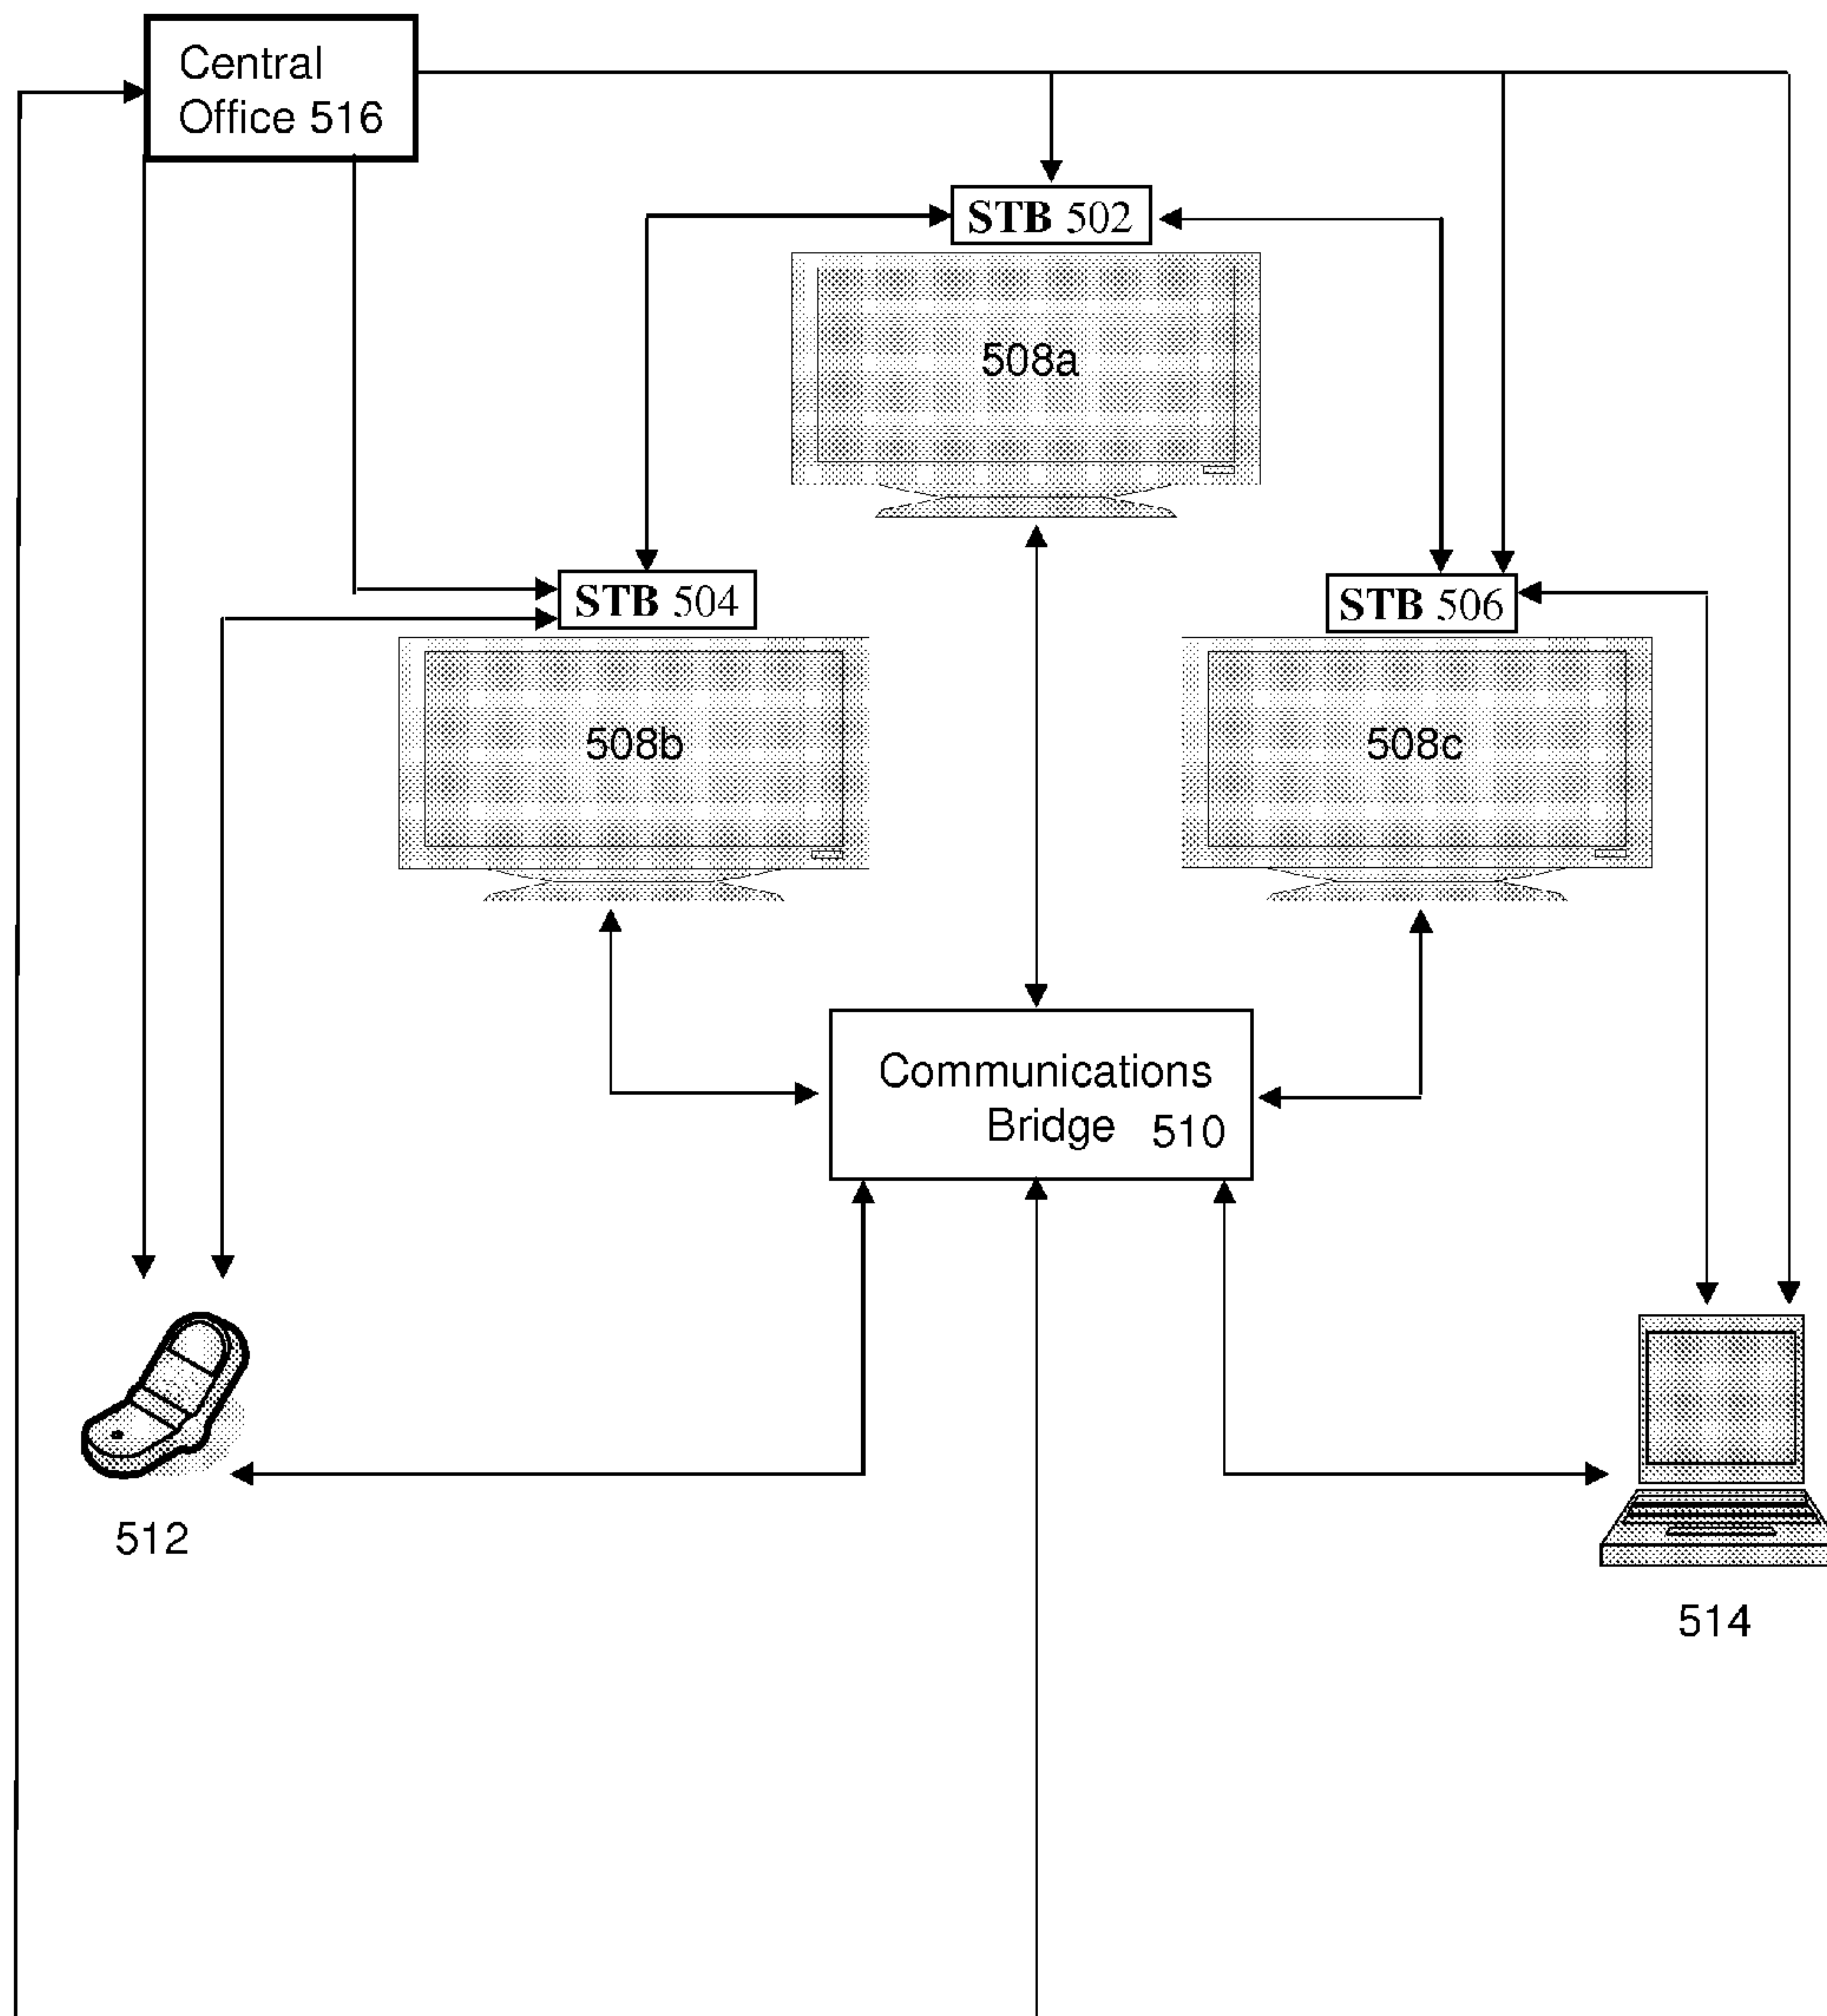 Central
Office 516
STB 502
508a
STB 504
STB 506
508b
508c
Communications
Bridge 510
512
514